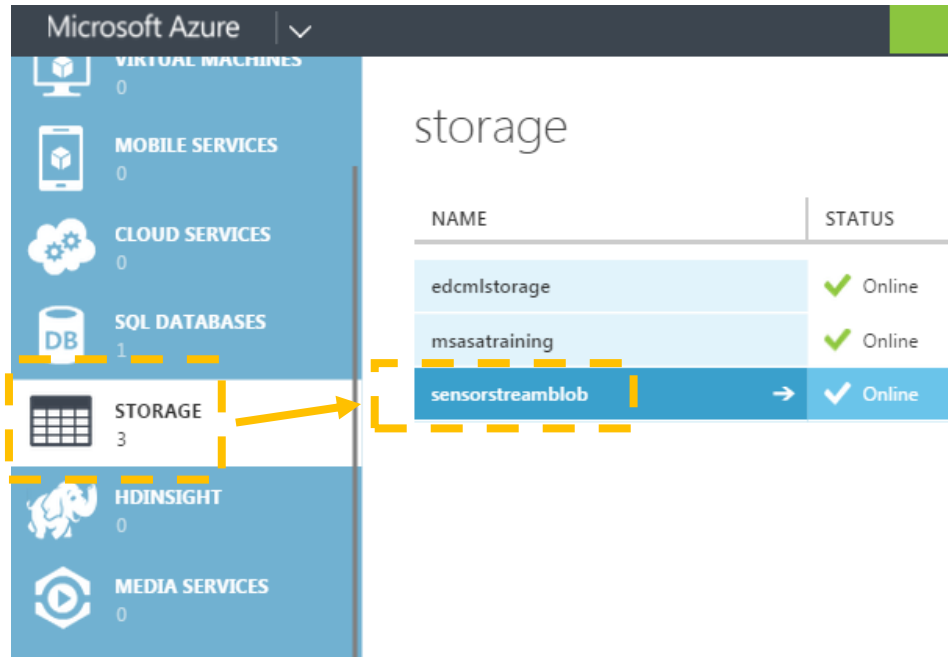 Microsoft Azure
VIRTUAL MACHINES
0
MOBILE SERVICES
0
CLOUD SERVICES
0
DB
SQL DATABASES
1
STORAGE
3
HDINSIGHT
0
MEDIA SERVICES
0
storage
NAME STATUS
edcmlstorage Online
msasatraining Online
sensorstreamblob Online